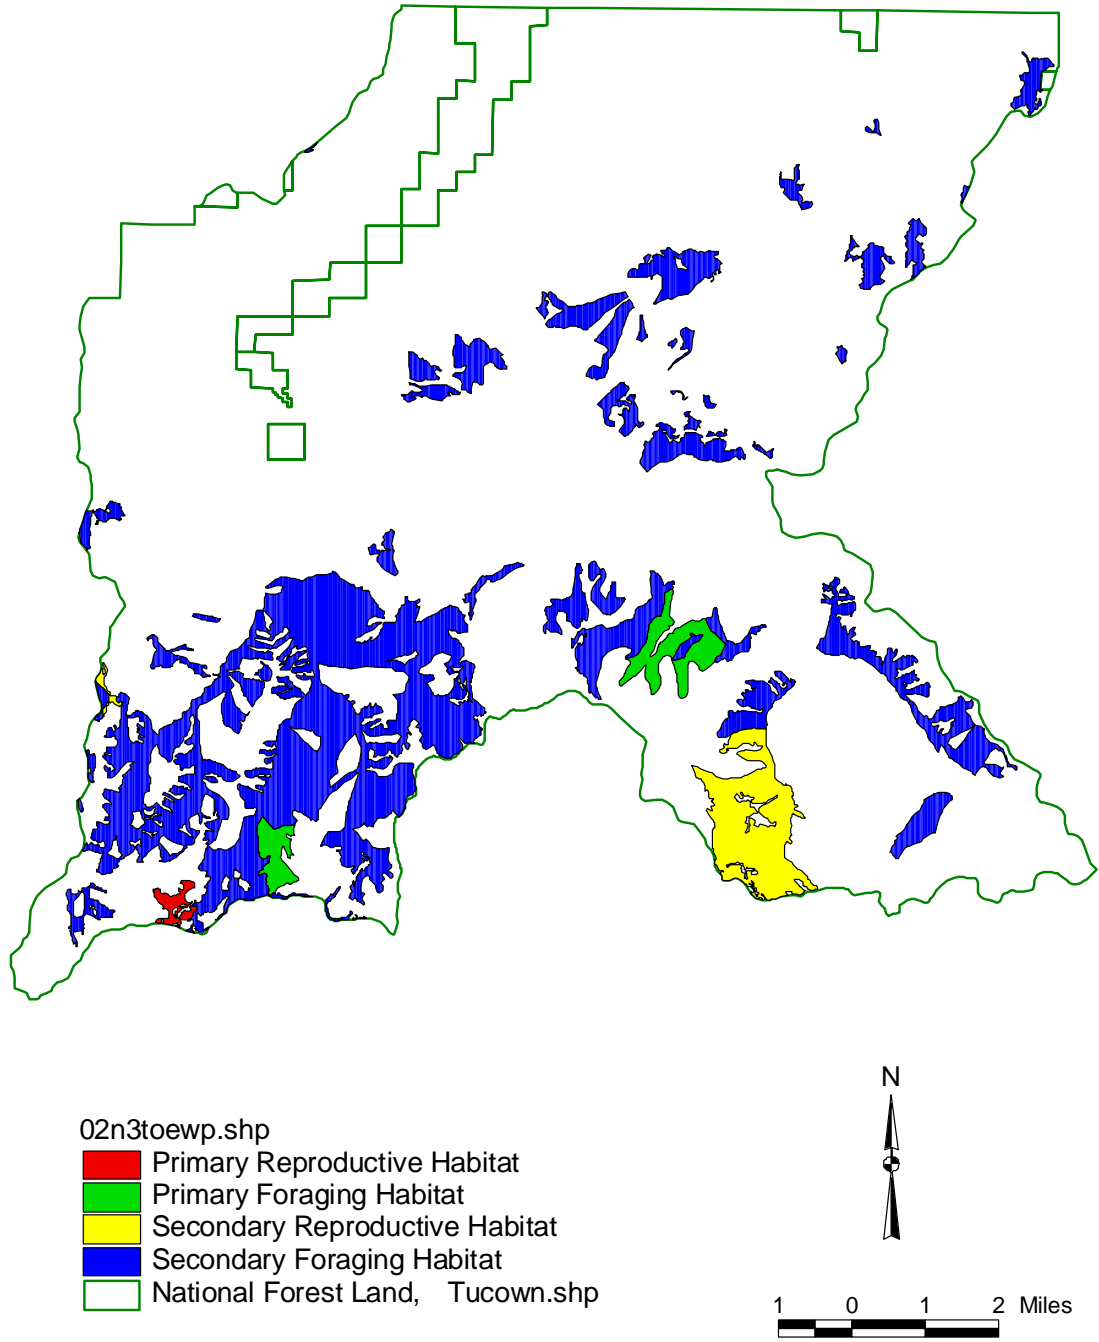 N
02n3toewp.shp
Primary Reproductive Habitat
Primary Foraging Habitat
Secondary Reproductive Habitat
Secondary Foraging Habitat
National Forest Land, Tucown.shp
1 0 1 2 Miles